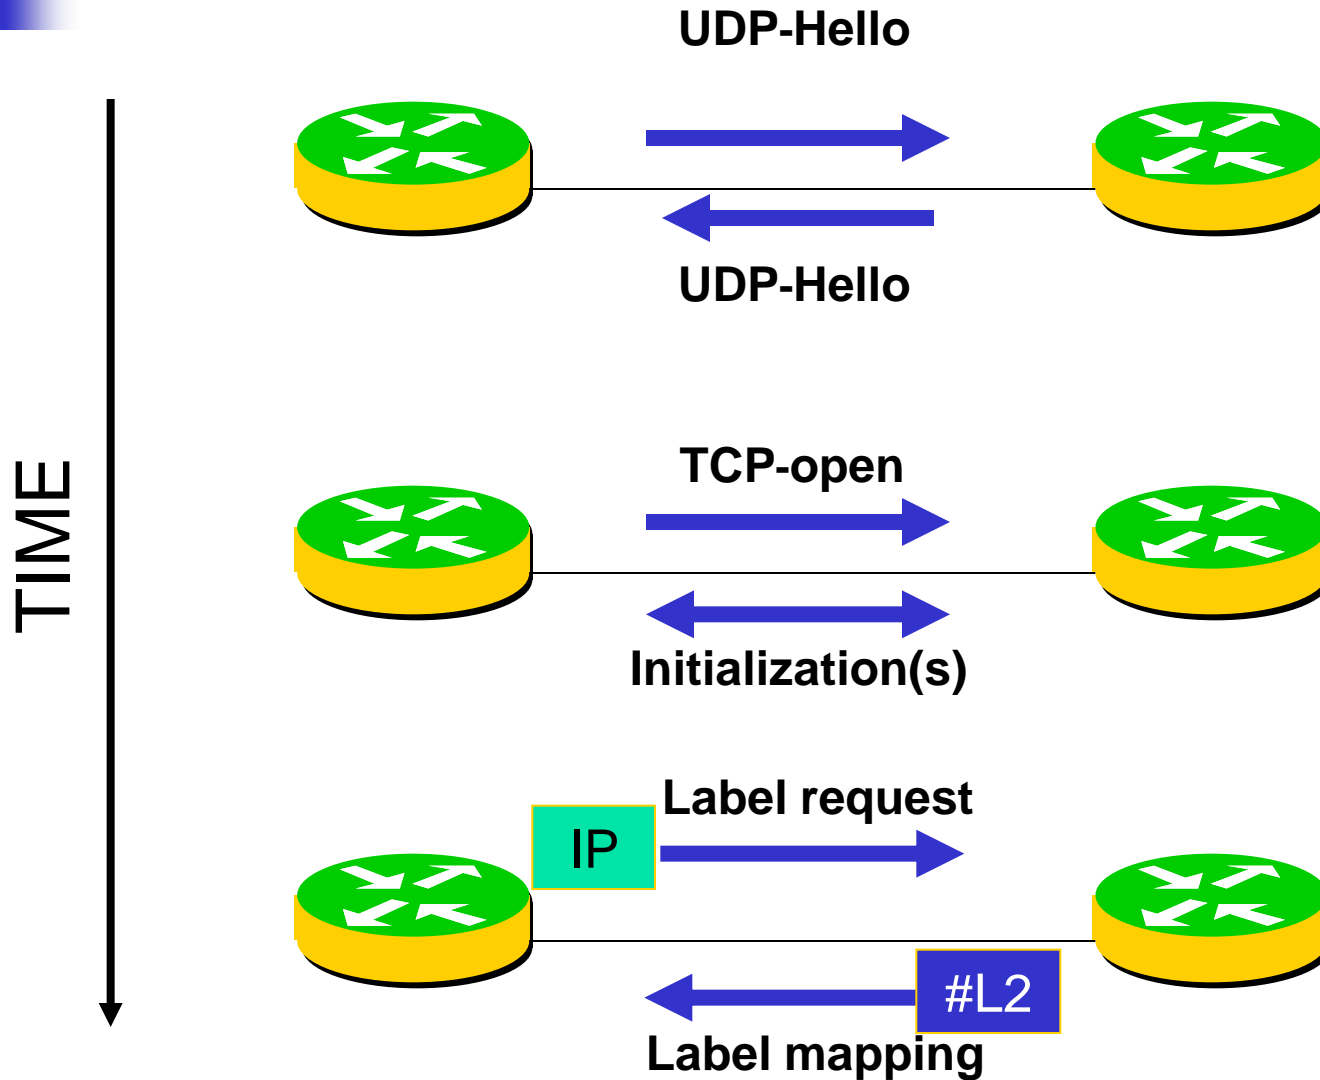 UDP-Hello
UDP-Hello
TIME
TCP-open
Initialization(s)
Label request
IP
#L2
Label mapping